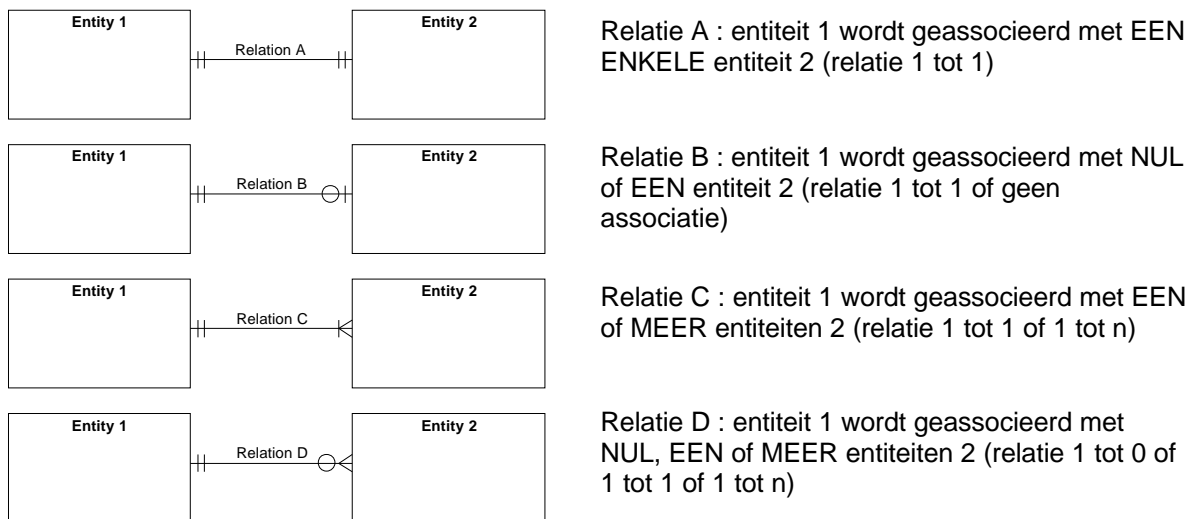 Entity 1
Relation A
Entity 2
Relatie A : entiteit 1 wordt geassocieerd met EEN
ENKELE entiteit 2 (relatie 1 tot 1)
Entity 1
Relation B
Entity 2
Relatie B : entiteit 1 wordt geassocieerd met NUL
of EEN entiteit 2 (relatie 1 tot 1 of geen
associatie)
Entity 1
Relation C
Entity 2
Relatie C : entiteit 1 wordt geassocieerd met EEN
of MEER entiteiten 2 (relatie 1 tot 1 of 1 tot n)
Entity 1
Relation D
Entity 2
Relatie D : entiteit 1 wordt geassocieerd met
NUL, EEN of MEER entiteiten 2 (relatie 1 tot 0 of
1 tot 1 of 1 tot n)